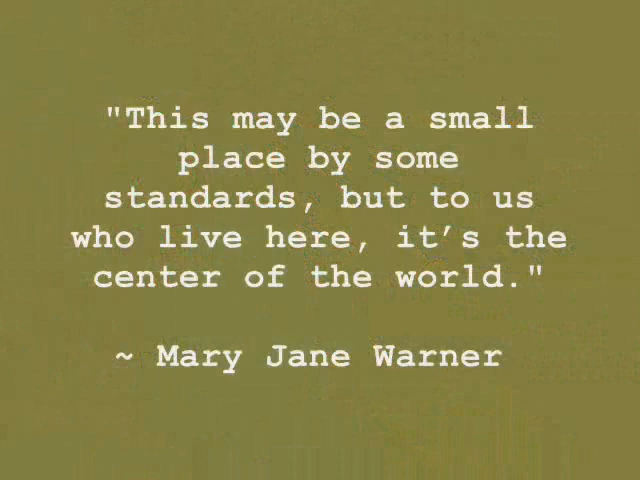 "This may be a small
place by some
standards, but to us
who live here, it’s the
center of the world."
~ Mary Jane Warner